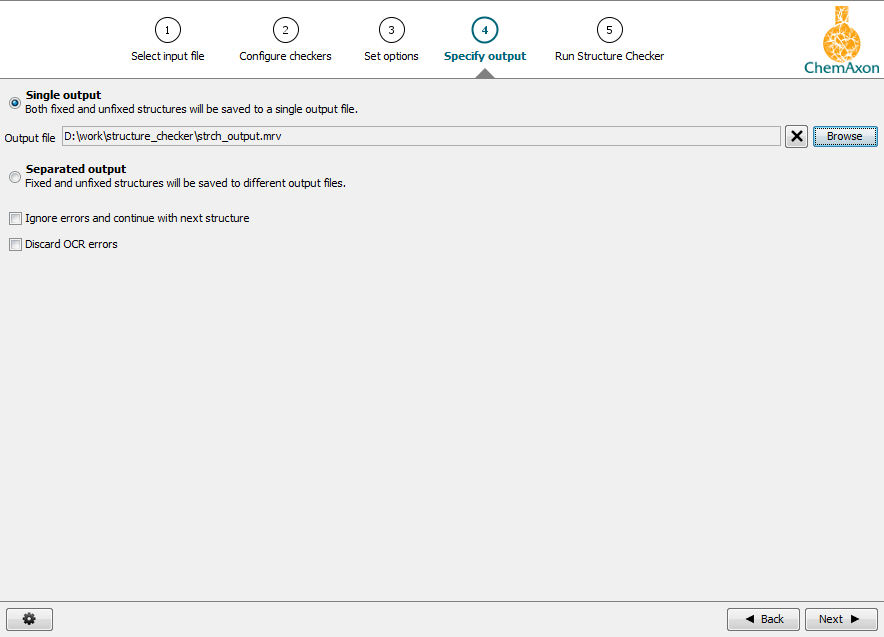 1 2 3 4 5
Select input file Configure checkers Set options Specify output Run Structure Checker
ChemAxon
Single output
Both fixed and unfixed structures will be saved to a single output file.
Output file D:\work\structure_checker\strch_output.mrv Browse
Separated output
Fixed and unfixed structures will be saved to different output files.
Ignore errors and continue with next structure
Discard OCR errors
Back Next